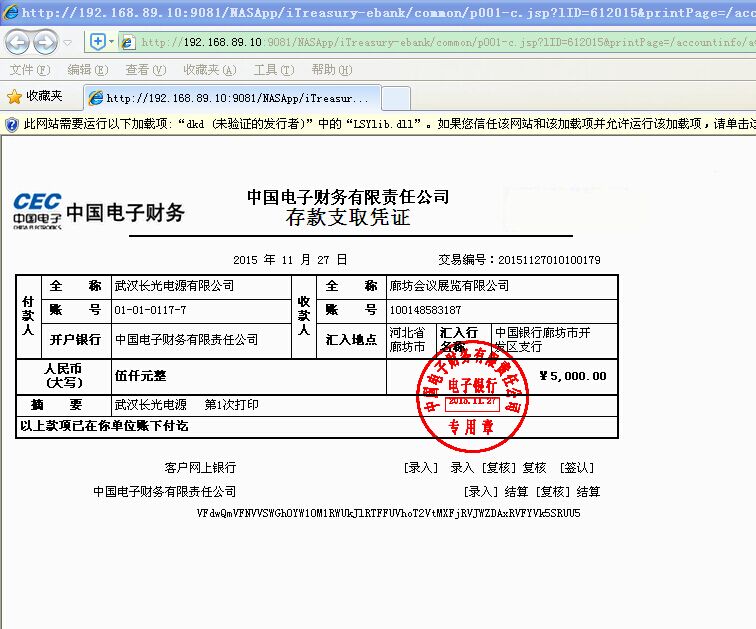 http://192.168.89.10:9081/NASApp/iTreasury-ebank/common/p001-c.jsp?lID=612015&printPage=/acc
http://192.168.89.10:9081/NASApp/iTreasury-ebank/common/p001-c.jsp?lID=612015&printPage=/accountinfo/a
文件(F) 编辑(E) 查看(V) 收藏夹(A) 工具(T) 帮助(H)
收藏夹 http://192.168.89.10:9081/NASApp/iTreasur...
此网站需要运行以下加载项:“dkd (未验证的发行者)”中的“LSYlib.dll”。如果您信任该网站和该加载项并允许运行该加载项,请单击这
CEC
中国电子
CHINA ELECTRONICS
中国电子财务
中国电子财务有限责任公司
存款支取凭证
2015 年 11 月 27 日 交易编号:20151127010100179
付款人 全 称 武汉长光电源有限公司 收款人 全 称 廊坊会议展览有限公司
账 号 01-01-0117-7 账 号 100148583187
开户银行 中国电子财务有限责任公司 汇入地点 河北省廊坊市 汇入行名称 中国银行廊坊市开发区支行
人民币
(大写) 伍仟元整 ¥5,000.00
摘 要 武汉长光电源 第1次打印
以上款项已在你单位账下付讫
中国电子财务有限责任公司
电子银行
2015.11.27
专用章
客户网上银行 [录入] 录入 [复核] 复核 [签认]
中国电子财务有限责任公司 [录入] 结算 [复核] 结算